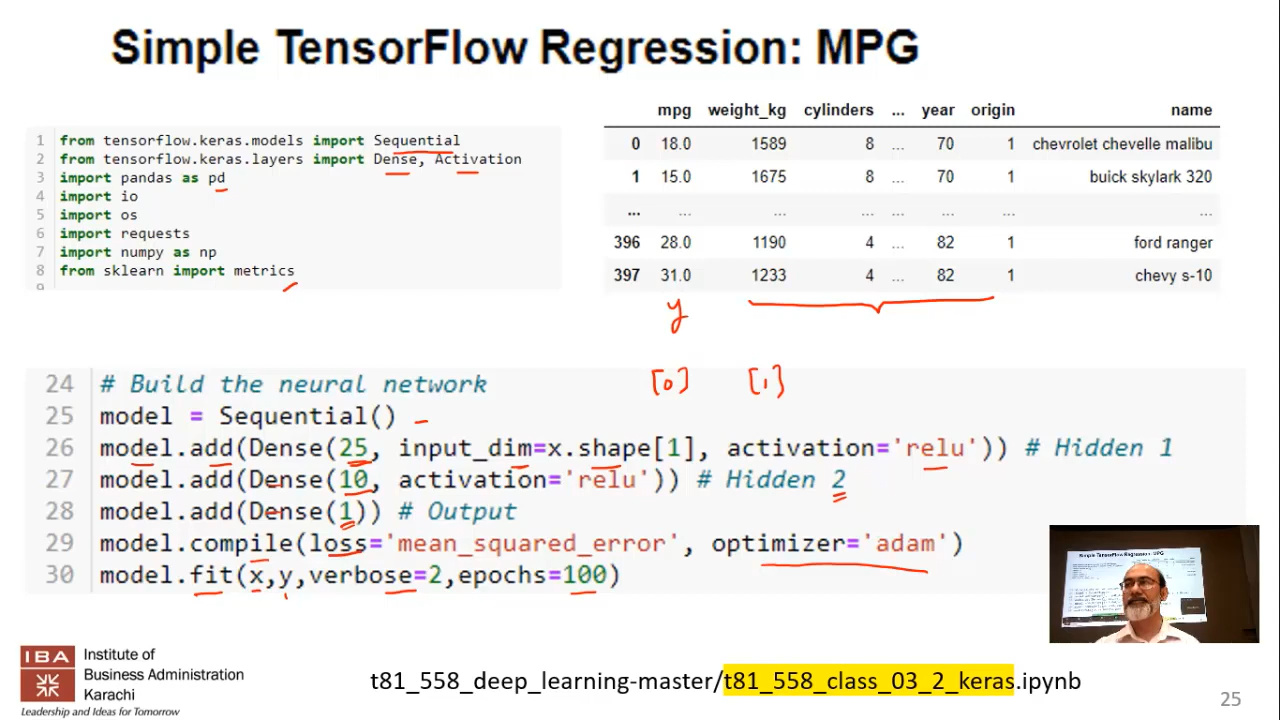 Simple TensorFlow Regression: MPG
1 from tensorflow.keras.models import Sequential
2 from tensorflow.keras.layers import Dense, Activation
3 import pandas as pd
4 import io
5 import os
6 import requests
7 import numpy as np
8 from sklearn import metrics
9
mpg weight_kg cylinders ... year origin name
0 18.0 1589 8 ... 70 1 chevrolet chevelle malibu
1 15.0 1675 8 ... 70 1 buick skylark 320
... ... ... ... ... ... ... ...
396 28.0 1190 4 ... 82 1 ford ranger
397 31.0 1233 4 ... 82 1 chevy s-10
y
[0] [1]
24 # Build the neural network
25 model = Sequential()
26 model.add(Dense(25, input_dim=x.shape[1], activation='relu')) # Hidden 1
27 model.add(Dense(10, activation='relu')) # Hidden 2
28 model.add(Dense(1)) # Output
29 model.compile(loss='mean_squared_error', optimizer='adam')
30 model.fit(x,y,verbose=2,epochs=100)
Simple TensorFlow Regression: MPG
IBA
Institute of
Business Administration
Karachi
Leadership and Ideas for Tomorrow
t81_558_deep_learning-master/t81_558_class_03_2_keras.ipynb
25